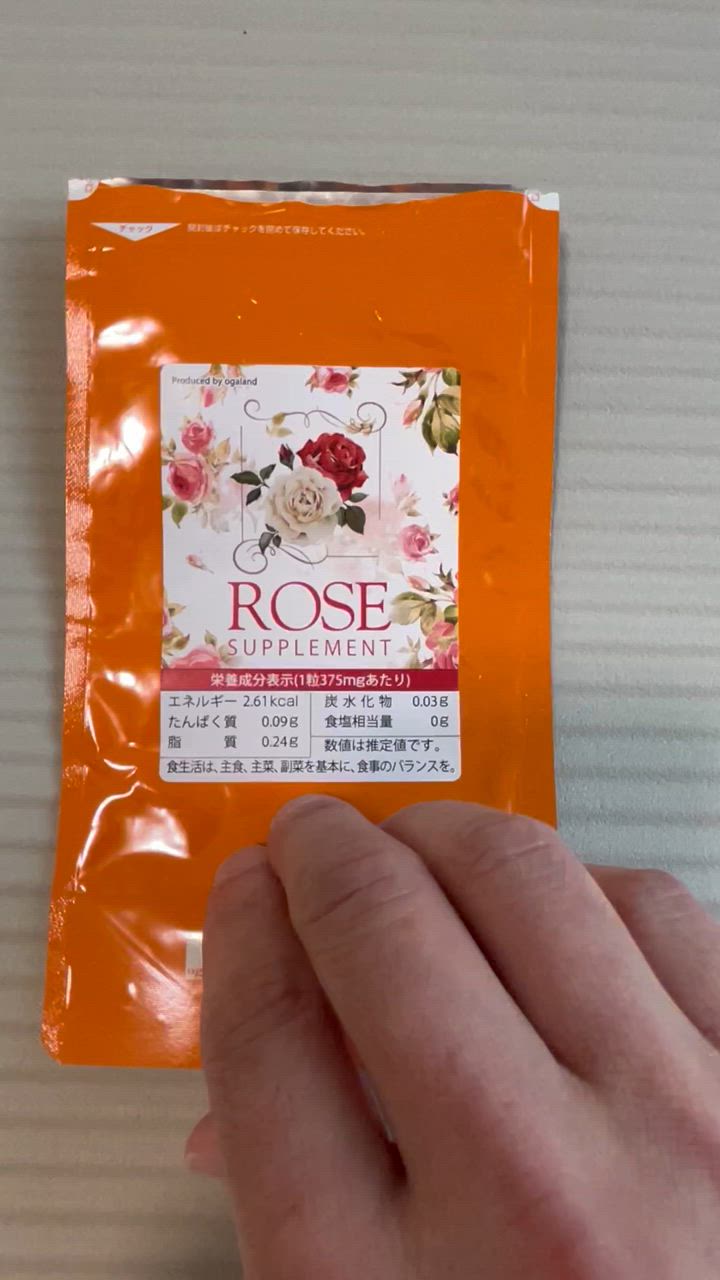 チャック
開封後はチャックを閉めて保存してください。
Produced by ogaland
ROSE
SUPPLEMENT
栄養成分表示(1粒375mgあたり)
エネルギー 2.61kcal
たんぱく質 0.09g
脂質 0.24g
炭水化物 0.03g
食塩相当量 0g
数値は推定値です。
食生活は、主食、主菜、副菜を基本に、食事のバランスを。